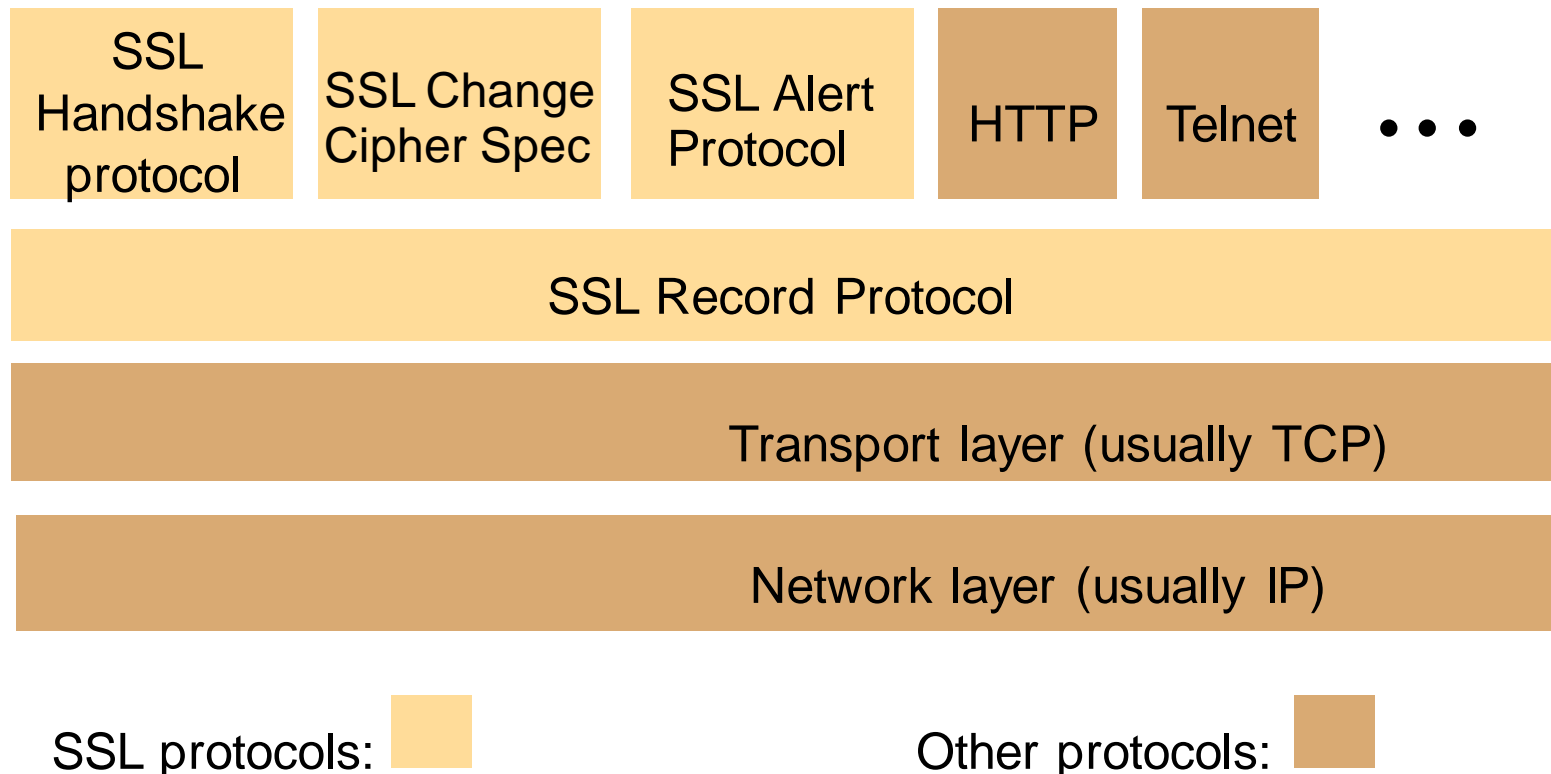 SSL
Handshake
protocol
SSL Change
Cipher Spec
SSL Alert
Protocol
HTTP
Telnet
• • •
SSL Record Protocol
Transport layer (usually TCP)
Network layer (usually IP)
SSL protocols:
Other protocols: